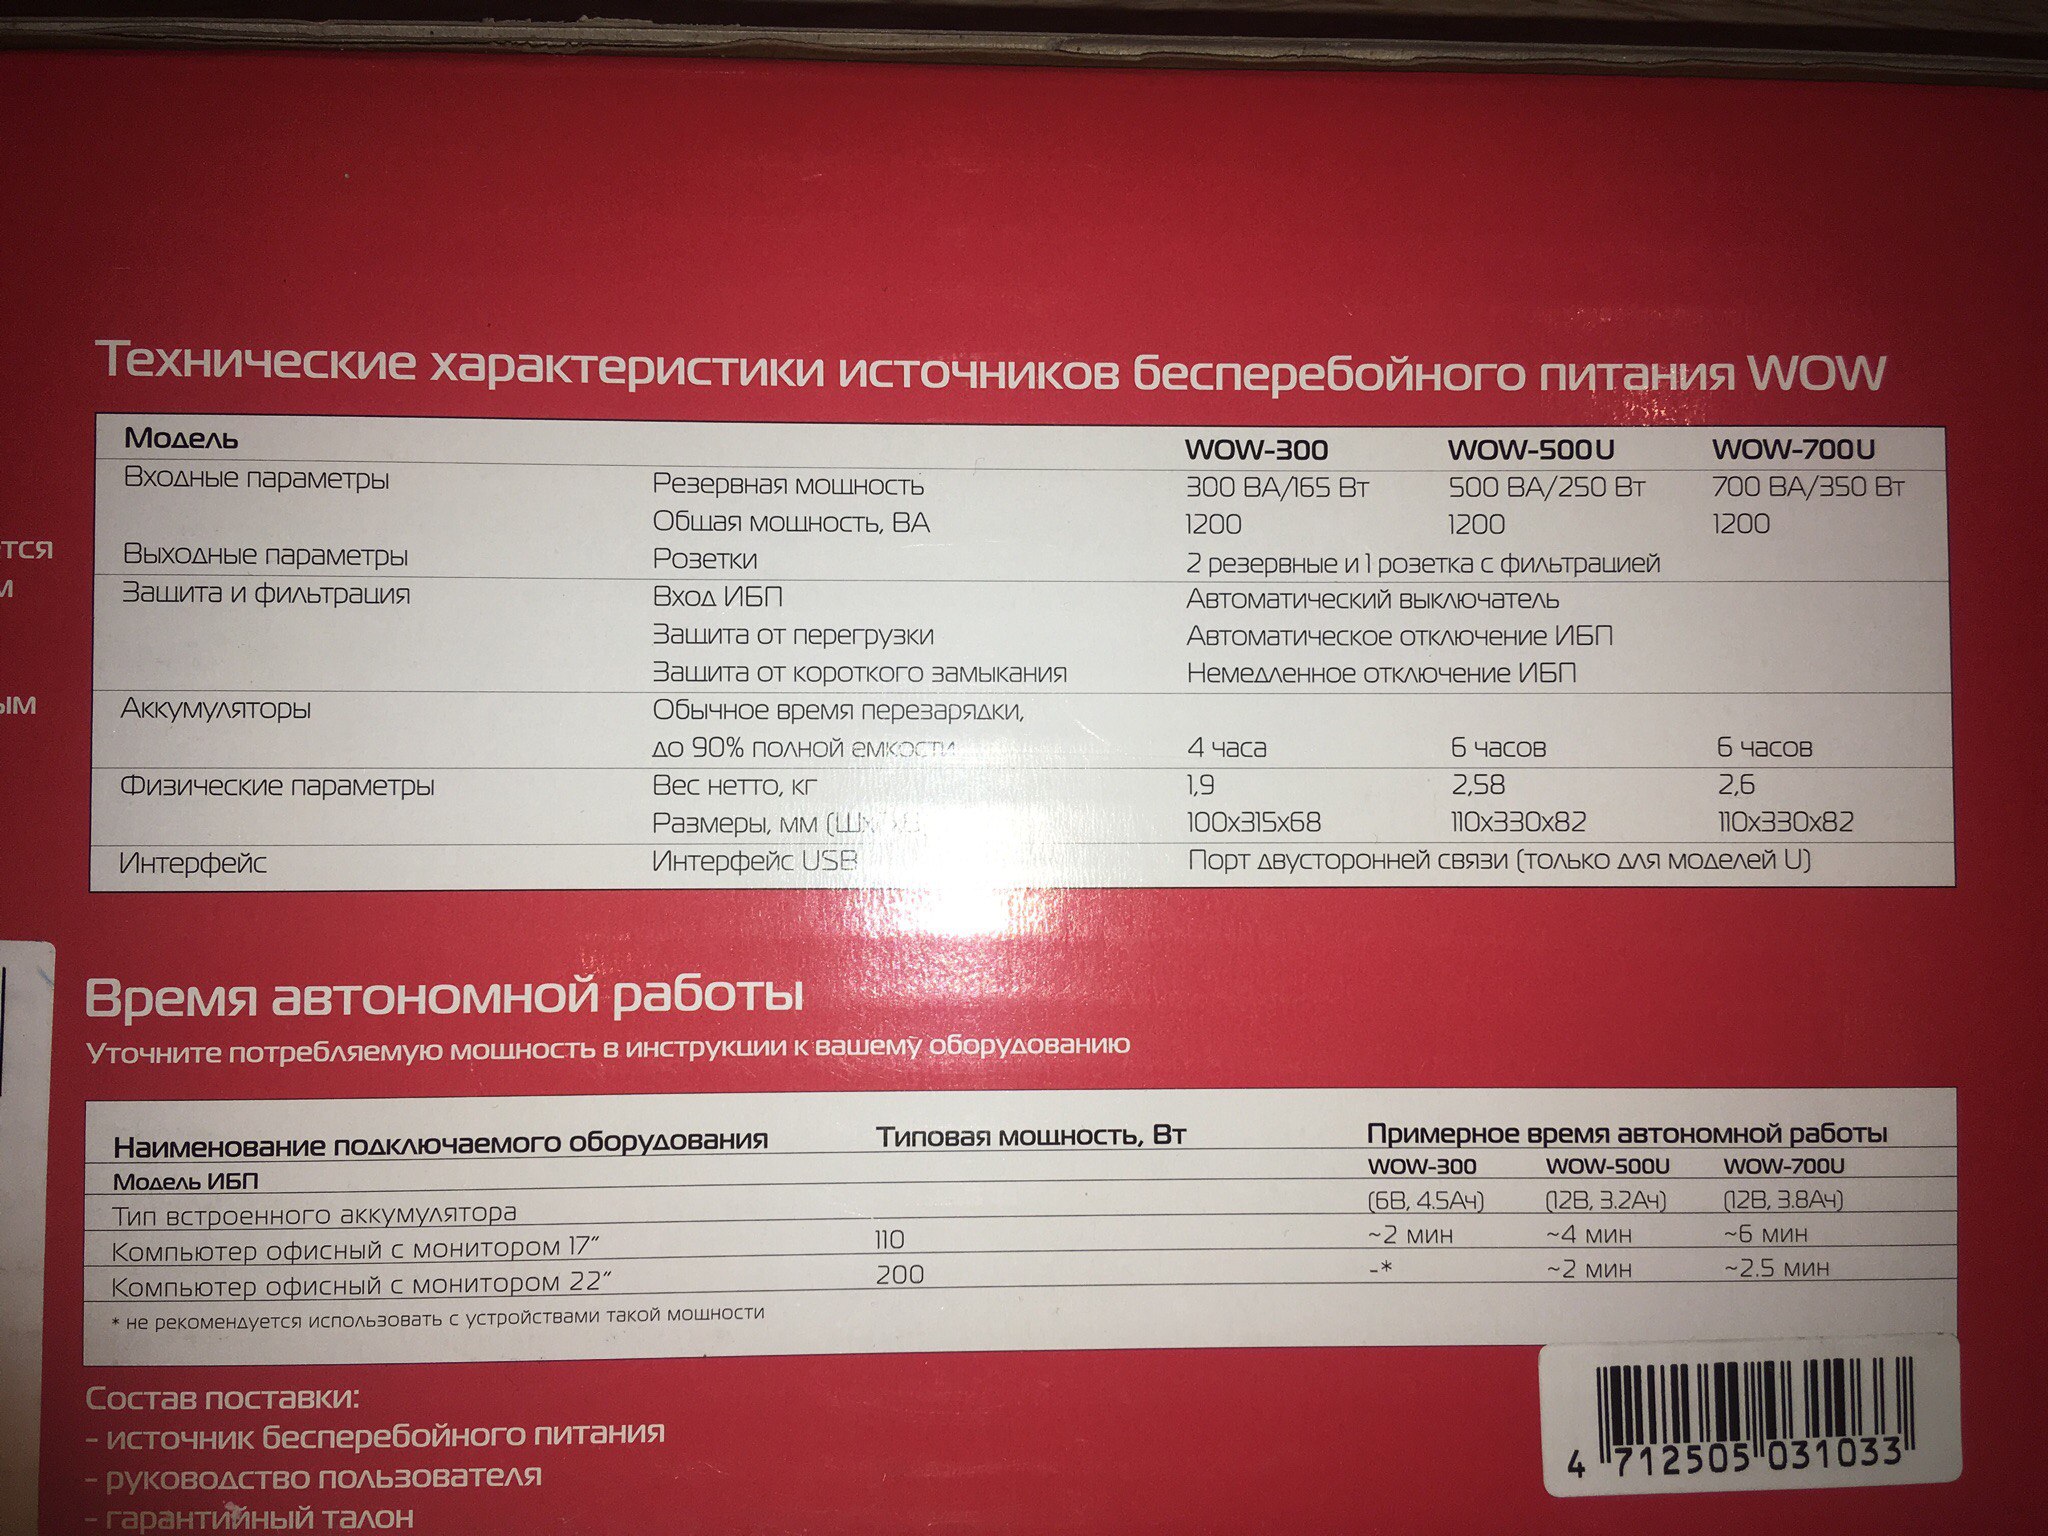 Технические характеристики источников бесперебойного питания WOW
Модель WOW-300 WOW-500U WOW-700U
Входные параметры Резервная мощность 300 ВА/165 Вт 500 ВА/250 Вт 700 ВА/350 Вт
Общая мощность, ВА 1200 1200 1200
Выходные параметры Розетки 2 резервные и 1 розетка с фильтрацией
Защита и фильтрация Вход ИБП Автоматический выключатель
Защита от перегрузки Автоматическое отключение ИБП
Защита от короткого замыкания Немедленное отключение ИБП
Аккумуляторы Обычное время перезарядки,
до 90% полной емкости 4 часа 6 часов 6 часов
Физические параметры Вес нетто, кг 1,9 2,58 2,6
Размеры, мм 100x315x68 110x330x82 110x330x82
Интерфейс Интерфейс USB Порт двусторонней связи (только для моделей U)
тся
м
ым
Время автономной работы
Уточните потребляемую мощность в инструкции к вашему оборудованию
Наименование подключаемого оборудования Типовая мощность, Вт Примерное время автономной работы
Модель ИБП WOW-300 WOW-500U WOW-700U
Тип встроенного аккумулятора (6В, 4.5Ач) (12В, 3.2Ач) (12В, 3.8Ач)
Компьютер офисный с монитором 17″ 110 ~2 мин ~4 мин ~6 мин
Компьютер офисный с монитором 22″ 200 -* ~2 мин ~2.5 мин
* не рекомендуется использовать с устройствами такой мощности
Состав поставки:
- источник бесперебойного питания
- руководство пользователя
- гарантийный талон
4 712505 031033